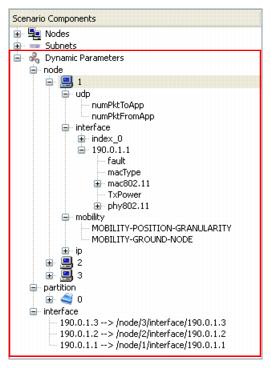 Scenario Components
Nodes
Subnets
Dynamic Parameters
node
1
udp
numPktToApp
numPktFromApp
interface
index_0
190.0.1.1
fault
macType
mac802.11
TxPower
phy802.11
mobility
MOBILITY-POSITION-GRANULARITY
MOBILITY-GROUND-NODE
ip
2
3
partition
0
interface
190.0.1.3 --> /node/3/interface/190.0.1.3
190.0.1.2 --> /node/2/interface/190.0.1.2
190.0.1.1 --> /node/1/interface/190.0.1.1